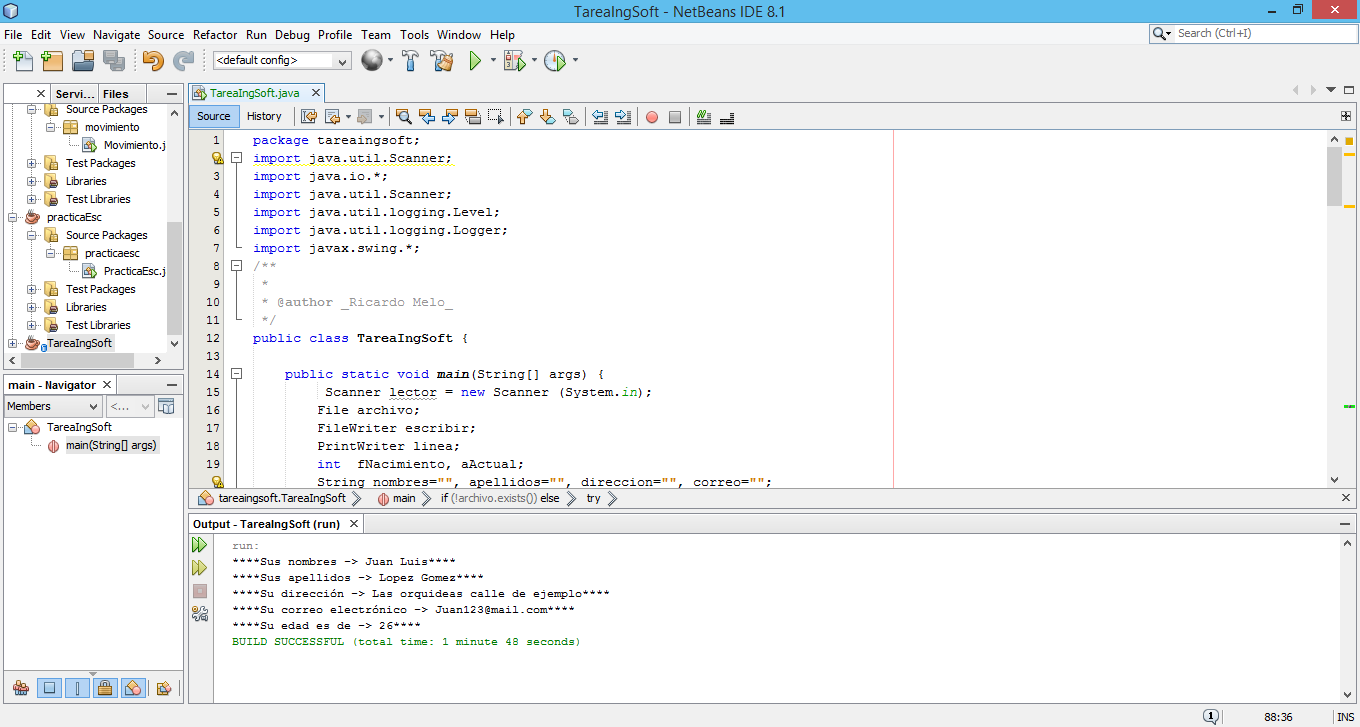 TareaIngSoft - NetBeans IDE 8.1
File Edit View Navigate Source Refactor Run Debug Profile Team Tools Window Help
Search (Ctrl+I)
<default config>
Servi... Files
Source Packages
movimiento
Movimiento.j
Test Packages
Libraries
Test Libraries
practicaEsc
Source Packages
practicaesc
PracticaEsc.j
Test Packages
Libraries
Test Libraries
TareaIngSoft
main - Navigator
Members <...
TareaIngSoft
main(String[] args)
TareaIngSoft.java
Source History
1 package tareaingsoft;
import java.util.Scanner;
3 import java.io.*;
4 import java.util.Scanner;
5 import java.util.logging.Level;
6 import java.util.logging.Logger;
7 import javax.swing.*;
8 /**
9 *
10 * @author _Ricardo Melo_
11 */
12 public class TareaIngSoft {
13
14 public static void main(String[] args) {
15 Scanner lector = new Scanner (System.in);
16 File archivo;
17 FileWriter escribir;
18 PrintWriter linea;
19 int fNacimiento, aActual;
String nombres="", apellidos="", direccion="", correo="";
tareaingsoft.TareaIngSoft main if (!archivo.exists()) else try
Output - TareaIngSoft (run)
run:
****Sus nombres -> Juan Luis****
****Sus apellidos -> Lopez Gomez****
****Su dirección -> Las orquideas calle de ejemplo****
****Su correo electrónico -> Juan123@mail.com****
****Su edad es de -> 26****
BUILD SUCCESSFUL (total time: 1 minute 48 seconds)
1 88:36 INS